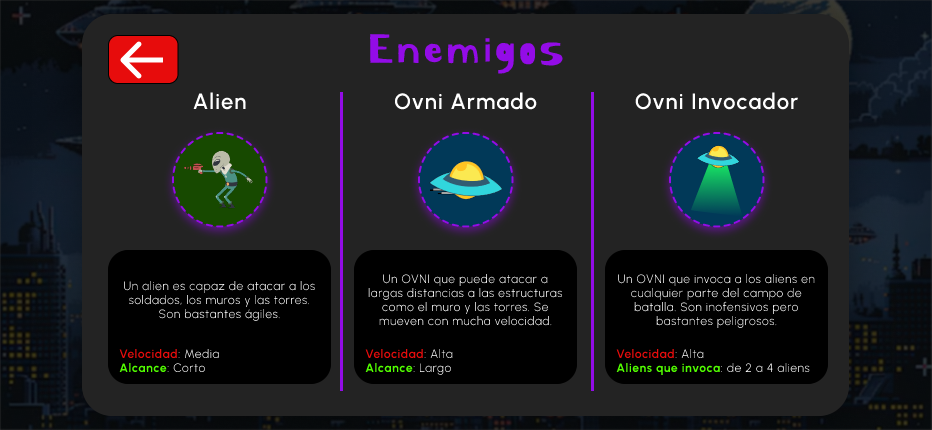 Enemigos
Alien
Un alien es capaz de atacar a los
soldados, los muros y las torres.
Son bastantes ágiles.
Velocidad: Media
Alcance: Corto
Ovni Armado
Un OVNI que puede atacar a
largas distancias a las estructuras
como el muro y las torres. Se
mueven con mucha velocidad.
Velocidad: Alta
Alcance: Largo
Ovni Invocador
Un OVNI que invoca a los aliens en
cualquier parte del campo de
batalla. Son inofensivos pero
bastantes peligrosos.
Velocidad: Alta
Aliens que invoca: de 2 a 4 aliens